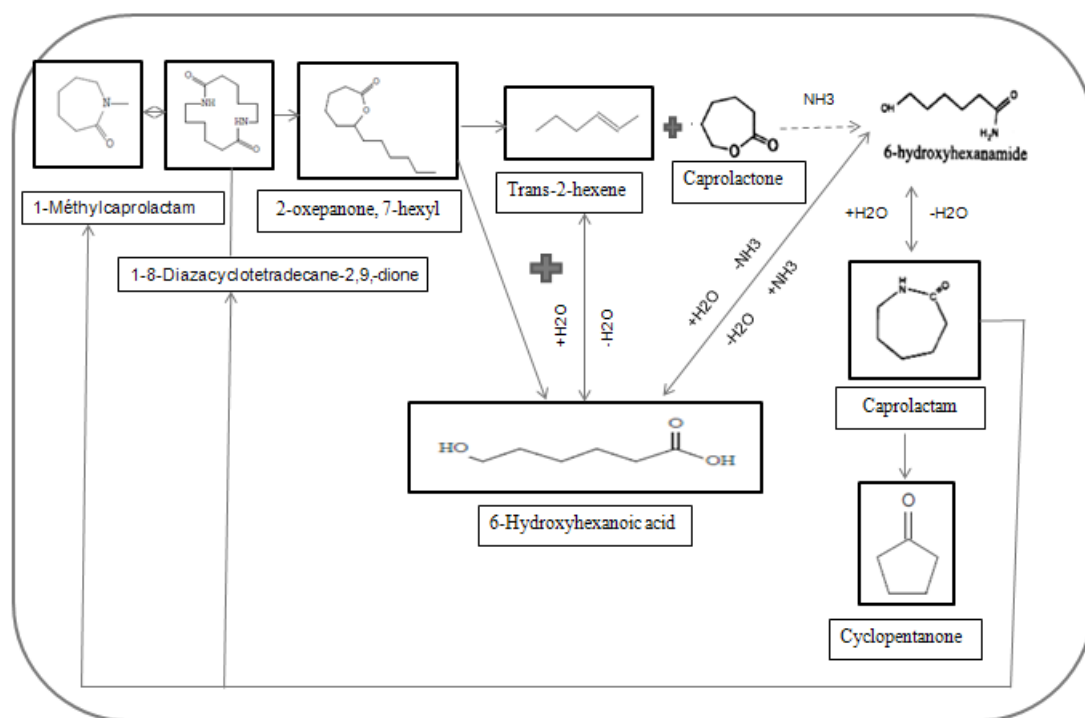 N
O
O
NH
HN
O
O
O
O
O
NH3
OH
O
H2N
6-hydroxyhexanamide
Trans-2-hexene
Caprolactone
1-Méthylcaprolactam
2-oxepanone, 7-hexyl
+H2O
-H2O
1-8-Diazacyclotetradecane-2,9,-dione
-NH3
+NH3
+H2O
-H2O
+H2O
-H2O
H
N
C
O
Caprolactam
HO
O
OH
6-Hydroxyhexanoic acid
O
Cyclopentanone